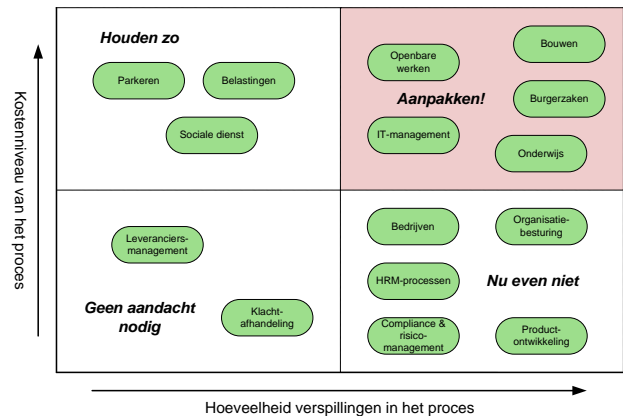 Houden zo
Parkeren
Belastingen
Sociale dienst
Openbare
werken
Bouwen
Aanpakken!
Burgerzaken
IT-management
Onderwijs
Leveranciers-
management
Geen aandacht
nodig
Klacht-
afhandeling
Bedrijven
Organisatie-
besturing
HRM-processen
Nu even niet
Compliance &
risico-
management
Product-
ontwikkeling
Kostenniveau van het proces
Hoeveelheid verspillingen in het proces